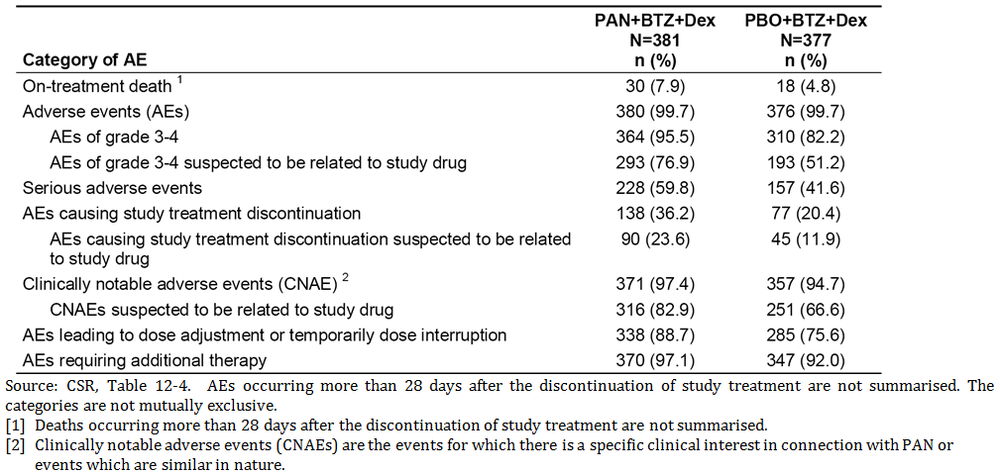 PAN+BTZ+Dex PBO+BTZ+Dex
N=381 N=377
Category of AE n (%) n (%)
On-treatment death 1 30 (7.9) 18 (4.8)
Adverse events (AEs) 380 (99.7) 376 (99.7)
AEs of grade 3-4 364 (95.5) 310 (82.2)
AEs of grade 3-4 suspected to be related to study drug 293 (76.9) 193 (51.2)
Serious adverse events 228 (59.8) 157 (41.6)
AEs causing study treatment discontinuation 138 (36.2) 77 (20.4)
AEs causing study treatment discontinuation suspected to be related 90 (23.6) 45 (11.9)
to study drug
Clinically notable adverse events (CNAE) 2 371 (97.4) 357 (94.7)
CNAEs suspected to be related to study drug 316 (82.9) 251 (66.6)
AEs leading to dose adjustment or temporarily dose interruption 338 (88.7) 285 (75.6)
AEs requiring additional therapy 370 (97.1) 347 (92.0)
Source: CSR, Table 12-4. AEs occurring more than 28 days after the discontinuation of study treatment are not summarised. The
categories are not mutually exclusive.
[1] Deaths occurring more than 28 days after the discontinuation of study treatment are not summarised.
[2] Clinically notable adverse events (CNAEs) are the events for which there is a specific clinical interest in connection with PAN or
events which are similar in nature.